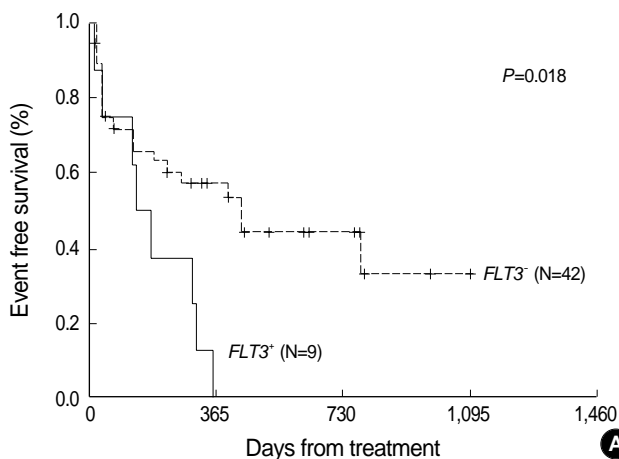 Event free survival (%)
1.0
0.8
0.6
0.4
0.2
0.0
P=0.018
FLT3⁻ (N=42)
FLT3⁺ (N=9)
0
365
730
1,095
1,460
Days from treatment
A